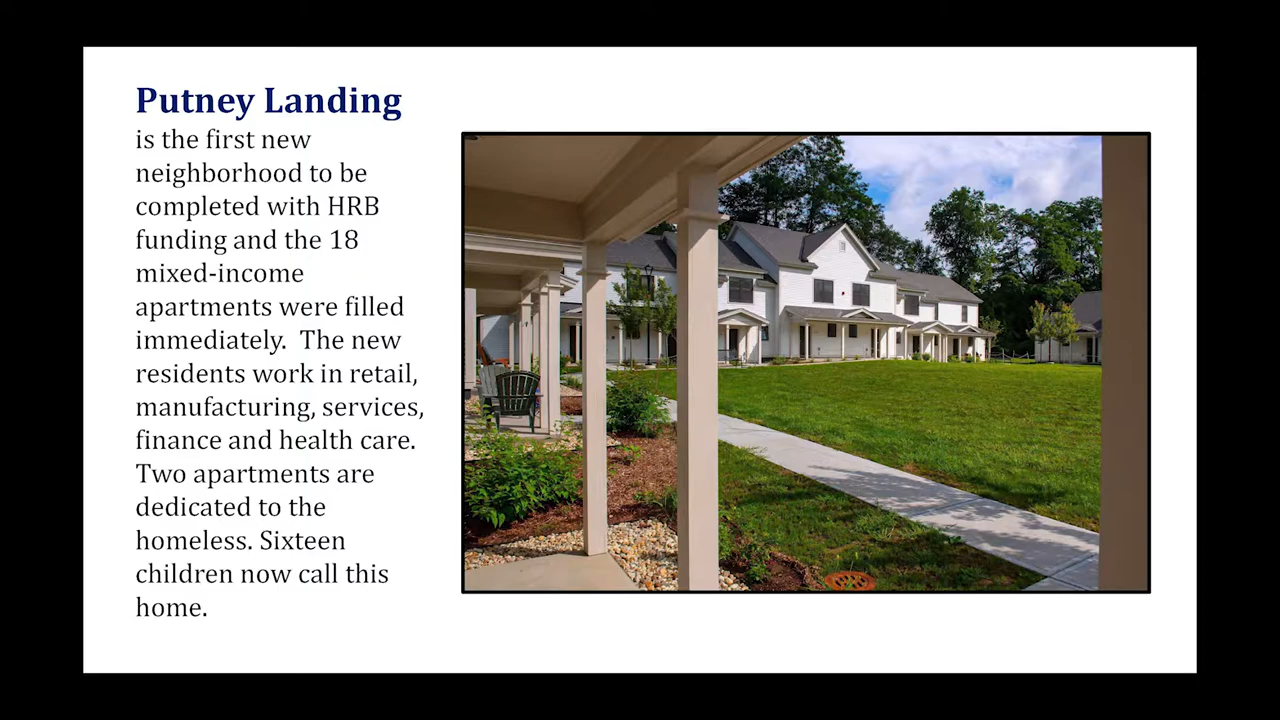 Putney Landing
is the first new
neighborhood to be
completed with HRB
funding and the 18
mixed-income
apartments were filled
immediately.  The new
residents work in retail,
manufacturing, services,
finance and health care.
Two apartments are
dedicated to the
homeless. Sixteen
children now call this
home.